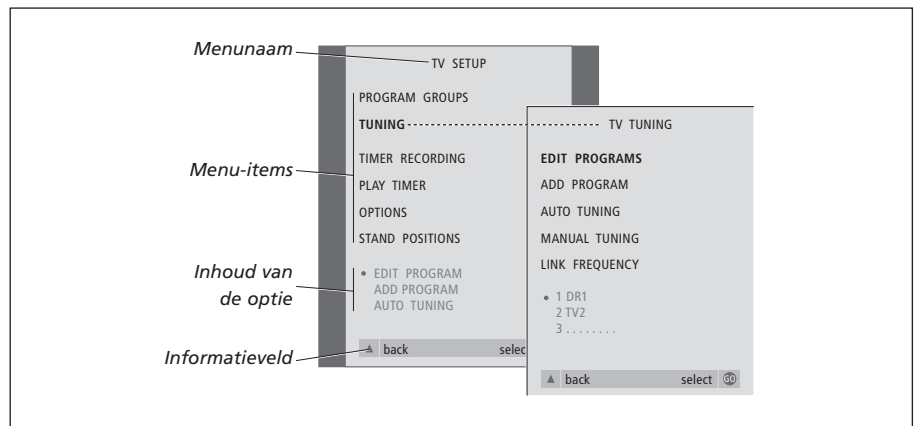 Menunaam
Menu-items
Inhoud van
de optie
Informatieveld
TV SETUP
PROGRAM GROUPS
TUNING
TIMER RECORDING
PLAY TIMER
OPTIONS
STAND POSITIONS
• EDIT PROGRAM
ADD PROGRAM
AUTO TUNING
▲ back selec
TV TUNING
EDIT PROGRAMS
ADD PROGRAM
AUTO TUNING
MANUAL TUNING
LINK FREQUENCY
• 1 DR1
2 TV2
3 . . . . . . . .
▲ back select GO